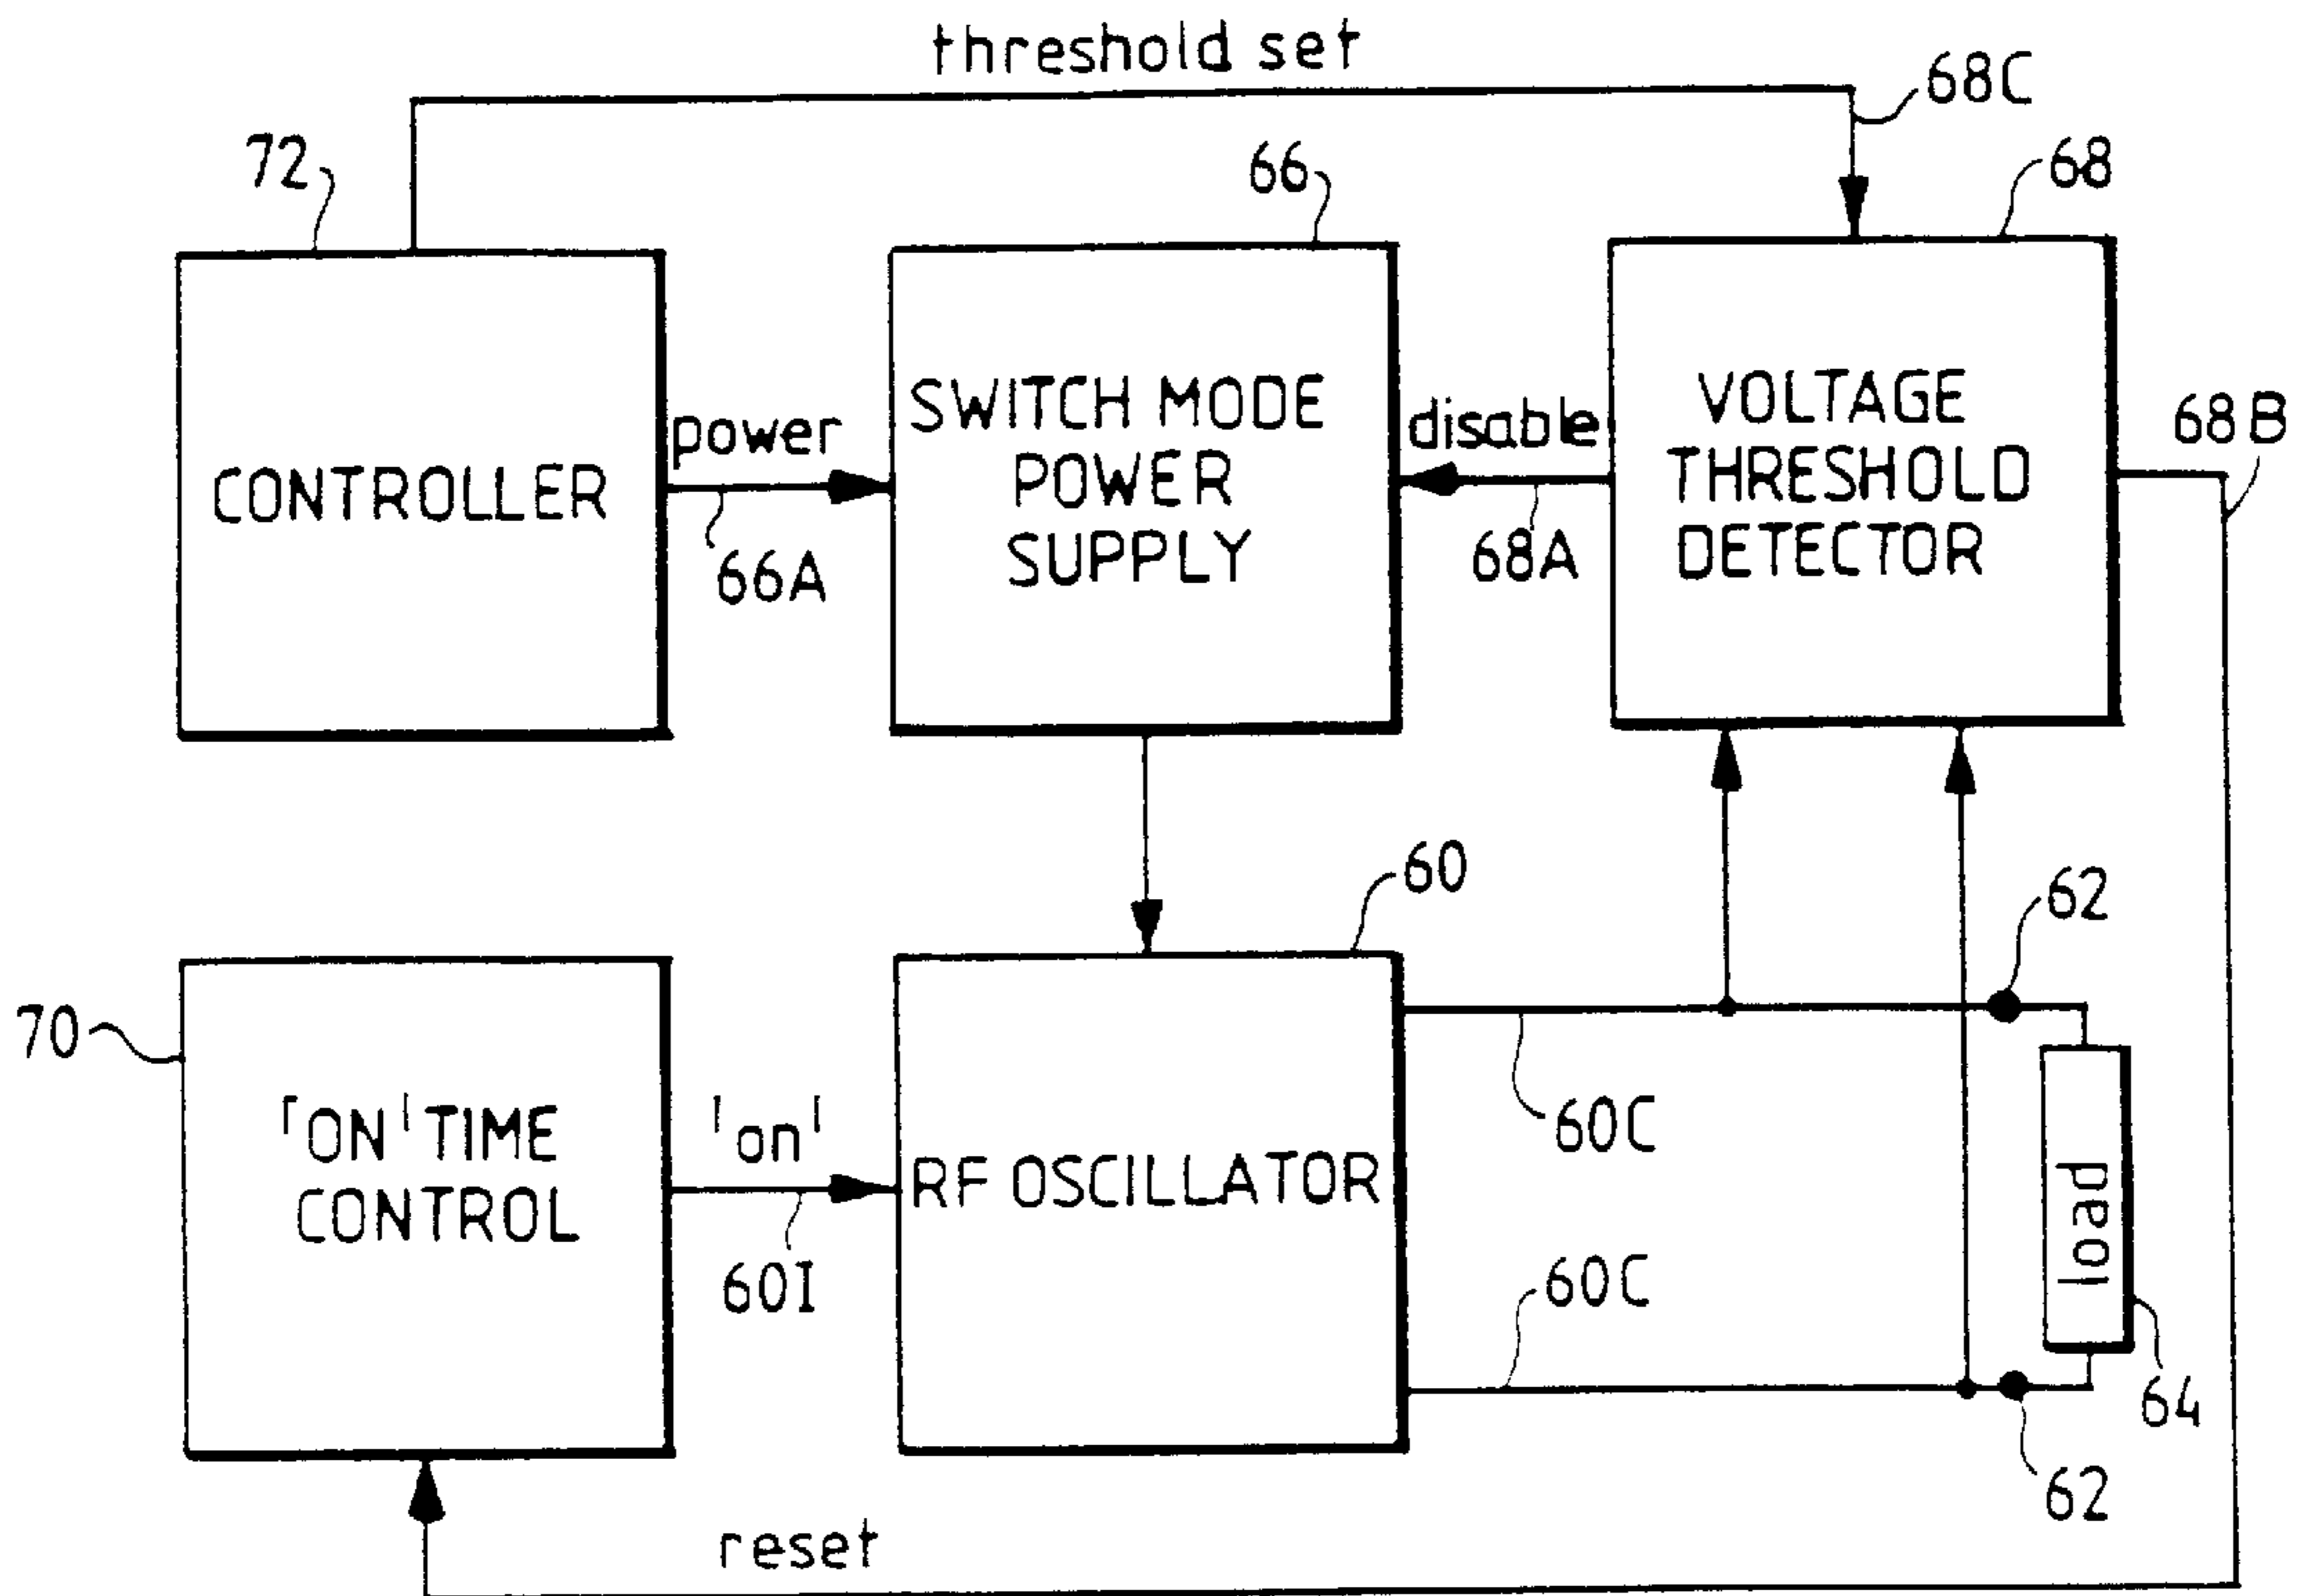 threshold set
68C
72
66
68
CONTROLLER
power
66A
SWITCH MODE
POWER
SUPPLY
disable
68A
VOLTAGE
THRESHOLD
DETECTOR
68B
60
62
70
'ON' TIME
CONTROL
'on'
60I
RF OSCILLATOR
60C
60C
load
64
62
reset